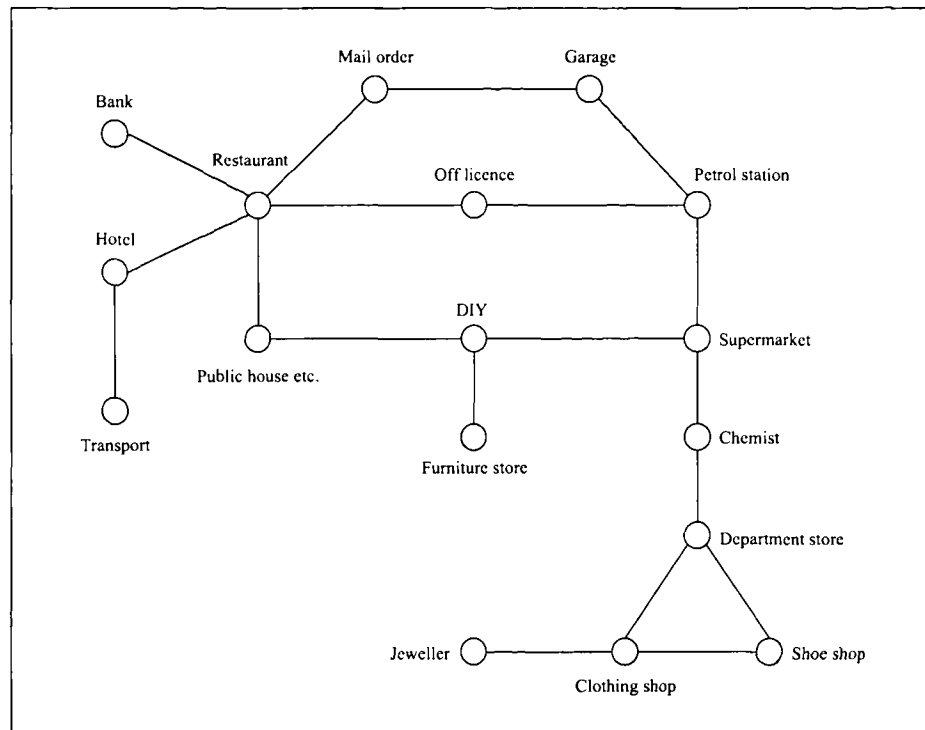 Mail order
Garage
Bank
Restaurant
Off licence
Petrol station
Hotel
DIY
Supermarket
Public house etc.
Transport
Furniture store
Chemist
Department store
Jeweller
Shoe shop
Clothing shop